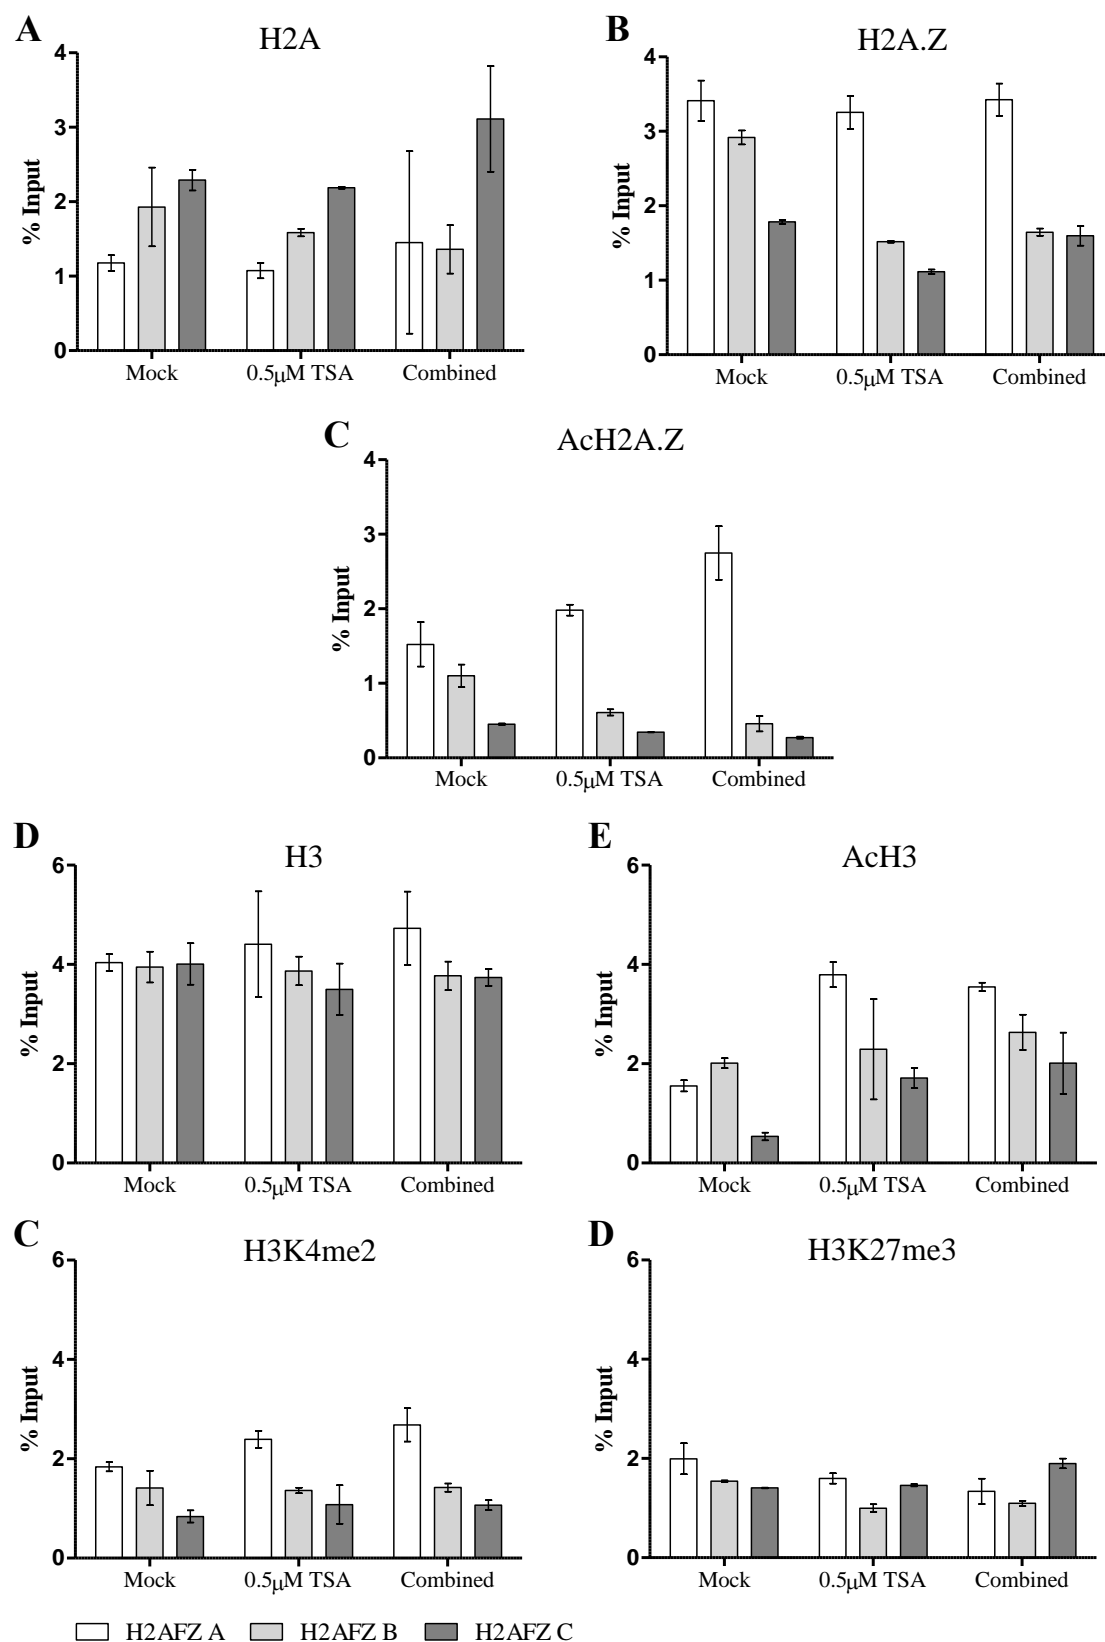 A
H2A
4
3
2
1
0
% Input
Mock 0.5μM TSA Combined
B
H2A.Z
4
3
2
1
0
% Input
Mock 0.5μM TSA Combined
C
AcH2A.Z
4
3
2
1
0
% Input
Mock 0.5μM TSA Combined
D
H3
6
4
2
0
% Input
Mock 0.5μM TSA Combined
E
AcH3
6
4
2
0
% Input
Mock 0.5μM TSA Combined
C
H3K4me2
6
4
2
0
% Input
Mock 0.5μM TSA Combined
D
H3K27me3
6
4
2
0
% Input
Mock 0.5μM TSA Combined
H2AFZ A H2AFZ B H2AFZ C